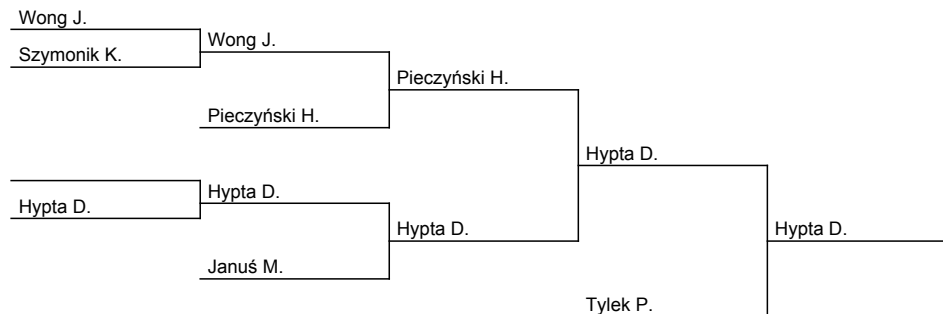 Wong J.
Szymonik K.
Wong J.
Pieczyński H.
Pieczyński H.
Hypta D.
Hypta D.
Hypta D.
Hypta D.
Januś M.
Hypta D.
Tylek P.